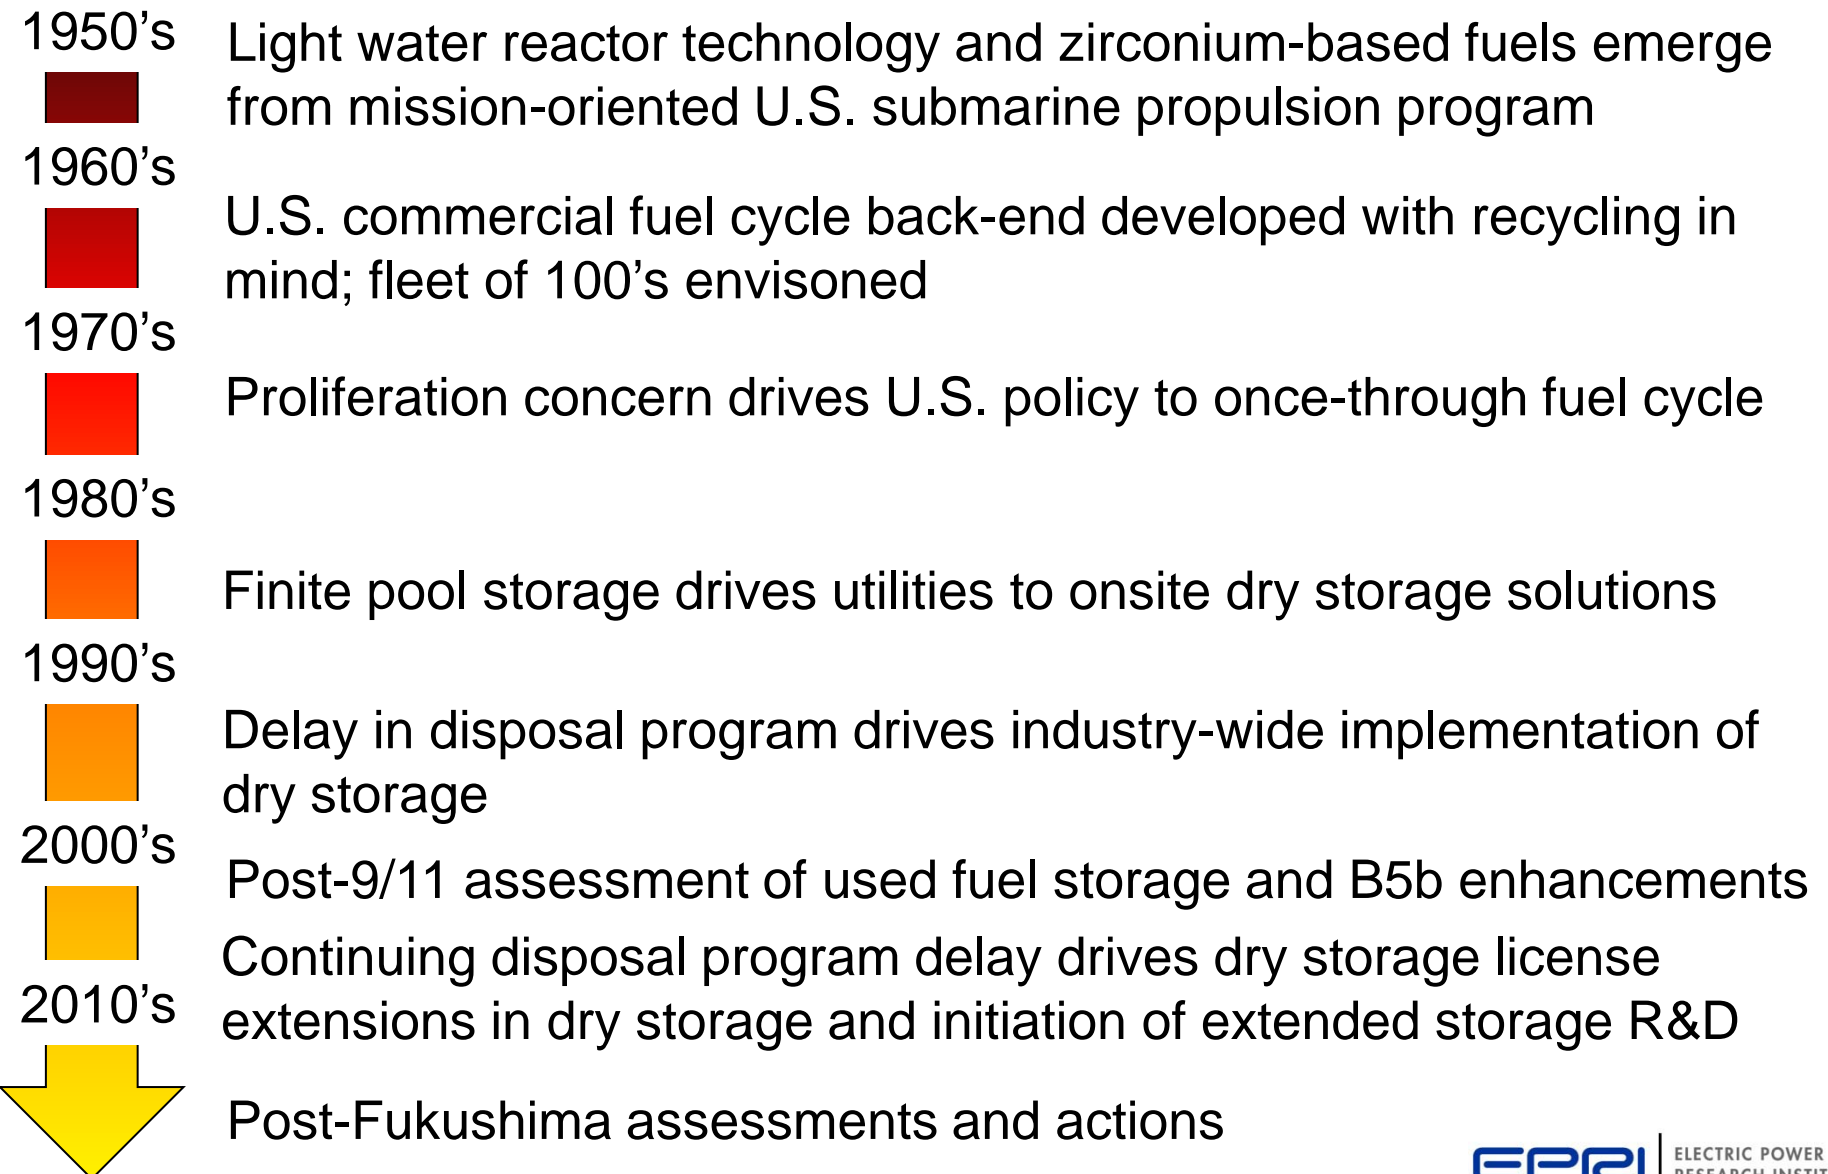 1950’s
Light water reactor technology and zirconium-based fuels emerge
from mission-oriented U.S. submarine propulsion program
1960’s
U.S. commercial fuel cycle back-end developed with recycling in
mind; fleet of 100’s envisoned
1970’s
Proliferation concern drives U.S. policy to once-through fuel cycle
1980’s
Finite pool storage drives utilities to onsite dry storage solutions
1990’s
Delay in disposal program drives industry-wide implementation of
dry storage
2000’s
Post-9/11 assessment of used fuel storage and B5b enhancements
Continuing disposal program delay drives dry storage license
2010’s
extensions in dry storage and initiation of extended storage R&D
Post-Fukushima assessments and actions
EPRI
ELECTRIC POWER